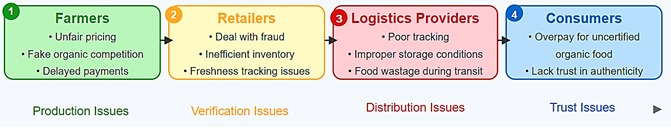 1 Farmers
• Unfair pricing
• Fake organic competition
• Delayed payments
2 Retailers
• Deal with fraud
• Inefficient inventory
• Freshness tracking issues
3 Logistics Providers
• Poor tracking
• Improper storage conditions
• Food wastage during transit
4 Consumers
• Overpay for uncertified
organic food
• Lack trust in authenticity
Production Issues
Verification Issues
Distribution Issues
Trust Issues